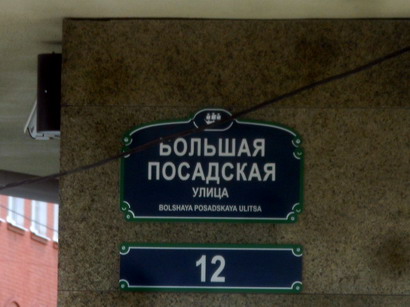 БОЛЬШАЯ
ПОСАДСКАЯ
УЛИЦА
BOLSHAYA POSADSKAYA ULITSA
12